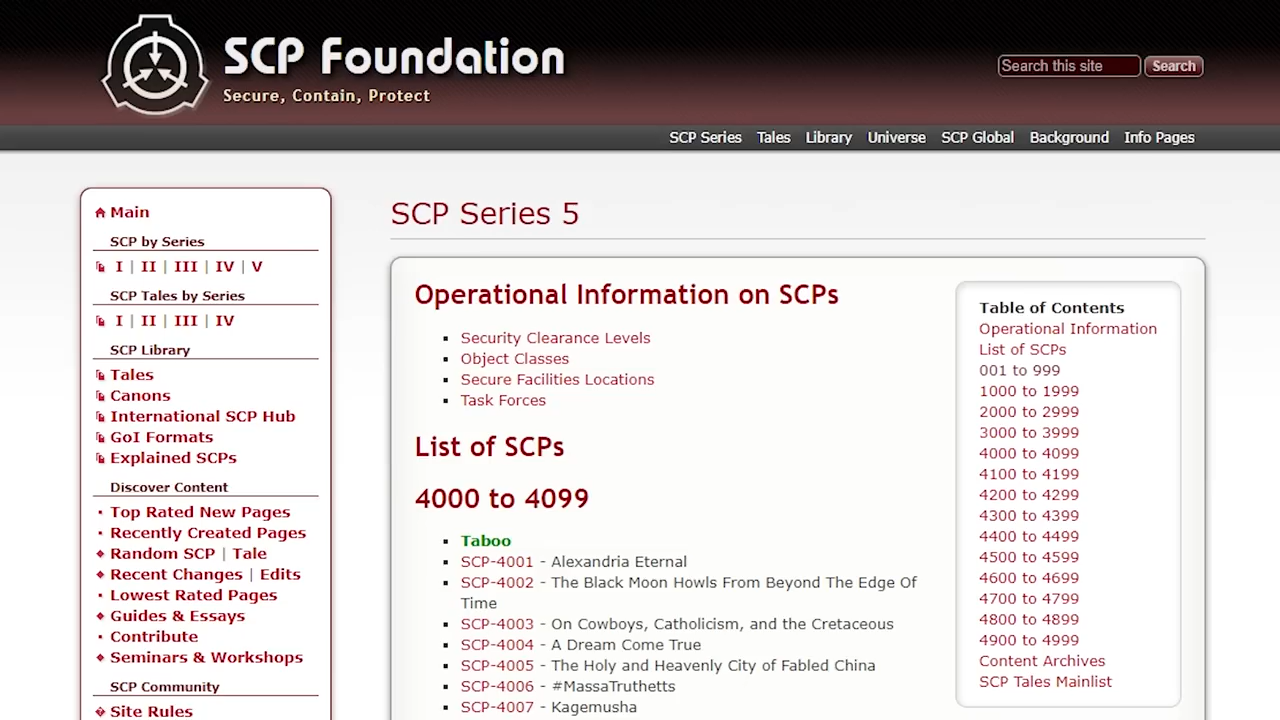 SCP Foundation
Secure, Contain, Protect
Search this site
Search
SCP Series Tales Library Universe SCP Global Background Info Pages
Main
SCP by Series
I | II | III | IV | V
SCP Tales by Series
I | II | III | IV
SCP Library
Tales
Canons
International SCP Hub
GoI Formats
Explained SCPs
Discover Content
Top Rated New Pages
Recently Created Pages
Random SCP | Tale
Recent Changes | Edits
Lowest Rated Pages
Guides & Essays
Contribute
Seminars & Workshops
SCP Community
Site Rules
SCP Series 5
Operational Information on SCPs
Security Clearance Levels
Object Classes
Secure Facilities Locations
Task Forces
List of SCPs
4000 to 4099
Taboo
SCP-4001 - Alexandria Eternal
SCP-4002 - The Black Moon Howls From Beyond The Edge Of
Time
SCP-4003 - On Cowboys, Catholicism, and the Cretaceous
SCP-4004 - A Dream Come True
SCP-4005 - The Holy and Heavenly City of Fabled China
SCP-4006 - #MassaTruthetts
SCP-4007 - Kagemusha
Table of Contents
Operational Information
List of SCPs
001 to 999
1000 to 1999
2000 to 2999
3000 to 3999
4000 to 4099
4100 to 4199
4200 to 4299
4300 to 4399
4400 to 4499
4500 to 4599
4600 to 4699
4700 to 4799
4800 to 4899
4900 to 4999
Content Archives
SCP Tales Mainlist